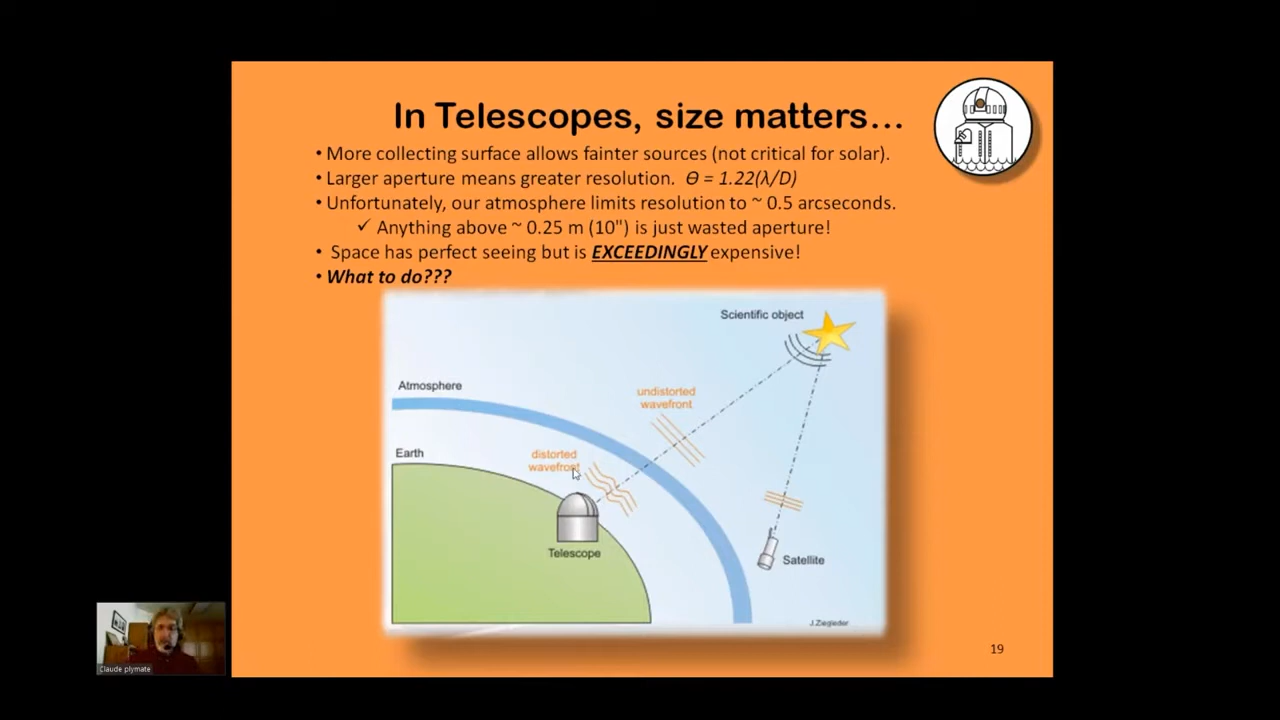 In Telescopes, size matters...
• More collecting surface allows fainter sources (not critical for solar).
• Larger aperture means greater resolution. Ɵ = 1.22(λ/D)
• Unfortunately, our atmosphere limits resolution to ~ 0.5 arcseconds.
✓ Anything above ~ 0.25 m (10") is just wasted aperture!
• Space has perfect seeing but is EXCEEDINGLY expensive!
• What to do???
Scientific object
Atmosphere
undistorted
wavefront
Earth
distorted
wavefront
Telescope
Satellite
J.Ziegleder
19
Claude plymate